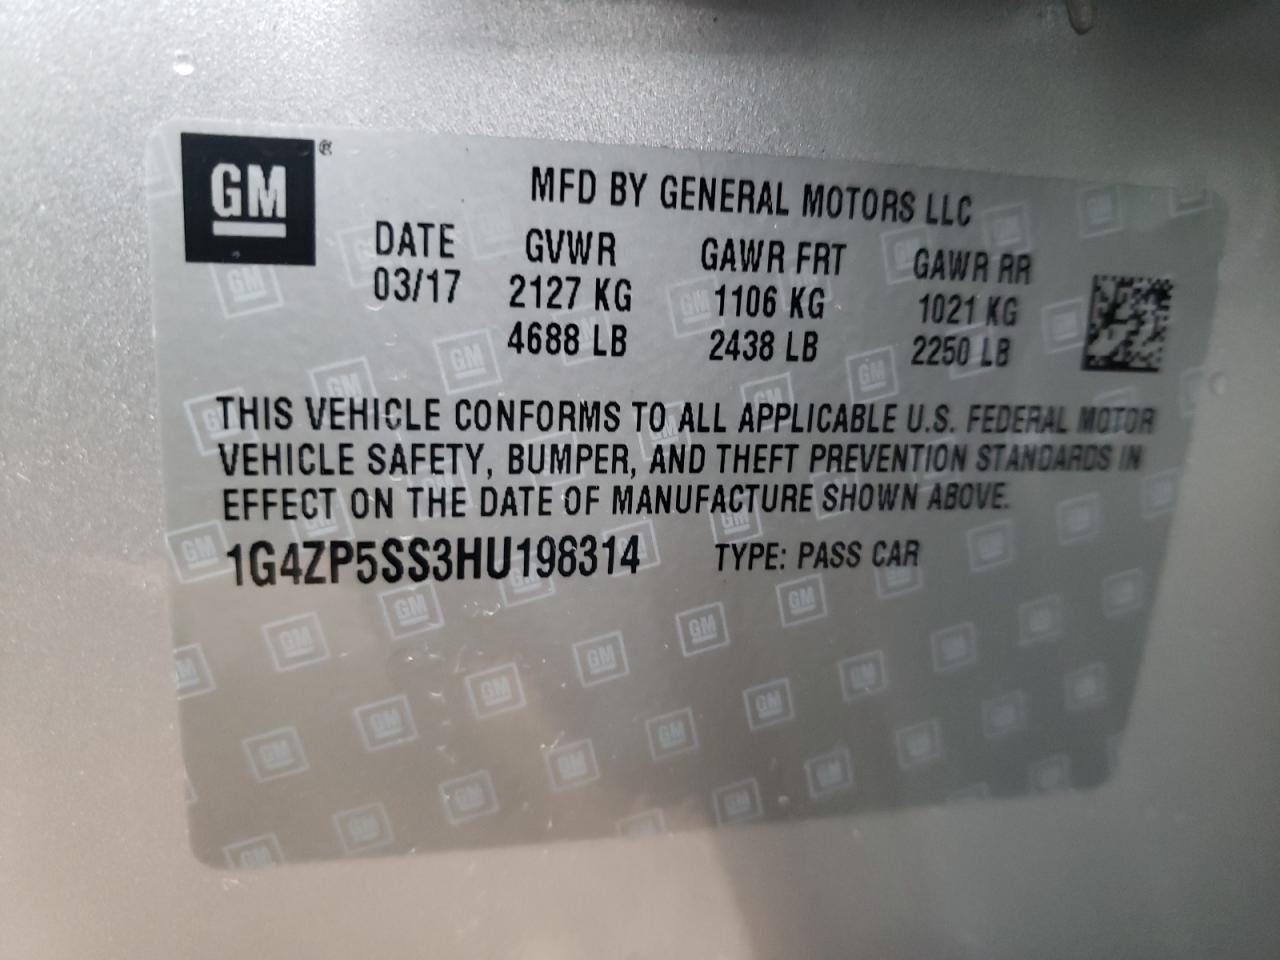 GM®
MFD BY GENERAL MOTORS LLC
DATE GVWR GAWR FRT GAWR RR
03/17 2127 KG 1106 KG 1021 KG
4688 LB 2438 LB 2250 LB
THIS VEHICLE CONFORMS TO ALL APPLICABLE U.S. FEDERAL MOTOR
VEHICLE SAFETY, BUMPER, AND THEFT PREVENTION STANDARDS IN
EFFECT ON THE DATE OF MANUFACTURE SHOWN ABOVE.
1G4ZP5SS3HU198314 TYPE: PASS CAR